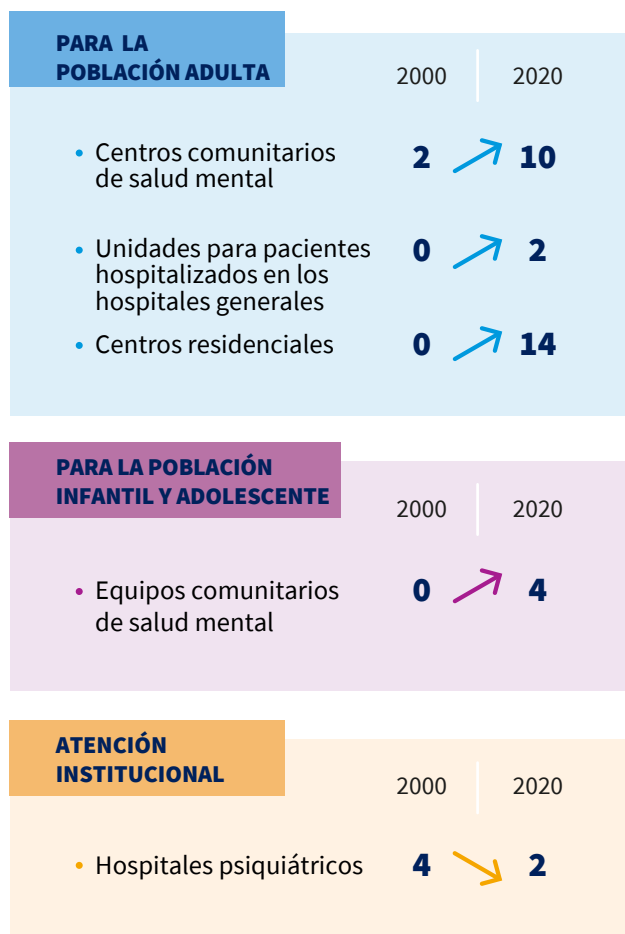 PARA LA
POBLACIÓN ADULTA
2000 2020
• Centros comunitarios
de salud mental
2 10
• Unidades para pacientes
hospitalizados en los
hospitales generales
0 2
• Centros residenciales
0 14
PARA LA POBLACIÓN
INFANTIL Y ADOLESCENTE
2000 2020
• Equipos comunitarios
de salud mental
0 4
ATENCIÓN
INSTITUCIONAL
2000 2020
• Hospitales psiquiátricos
4 2